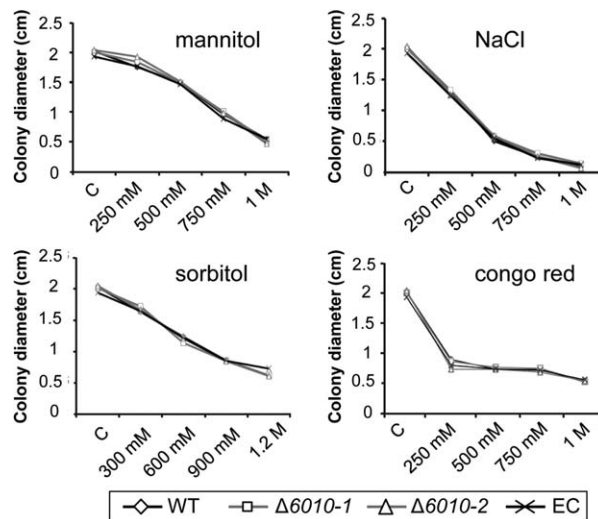 mannitol
Colony diameter (cm)
2.5
2
1.5
1
0.5
0
C
250 mM
500 mM
750 mM
1 M
NaCl
Colony diameter (cm)
2.5
2
1.5
1
0.5
0
C
250 mM
500 mM
750 mM
1 M
sorbitol
Colony diameter (cm)
2.5
2
1.5
1
0.5
0
C
300 mM
600 mM
900 mM
1.2 M
congo red
Colony diameter (cm)
2.5
2
1.5
1
0.5
0
C
250 mM
500 mM
750 mM
1 M
WT Δ6010-1 Δ6010-2 EC